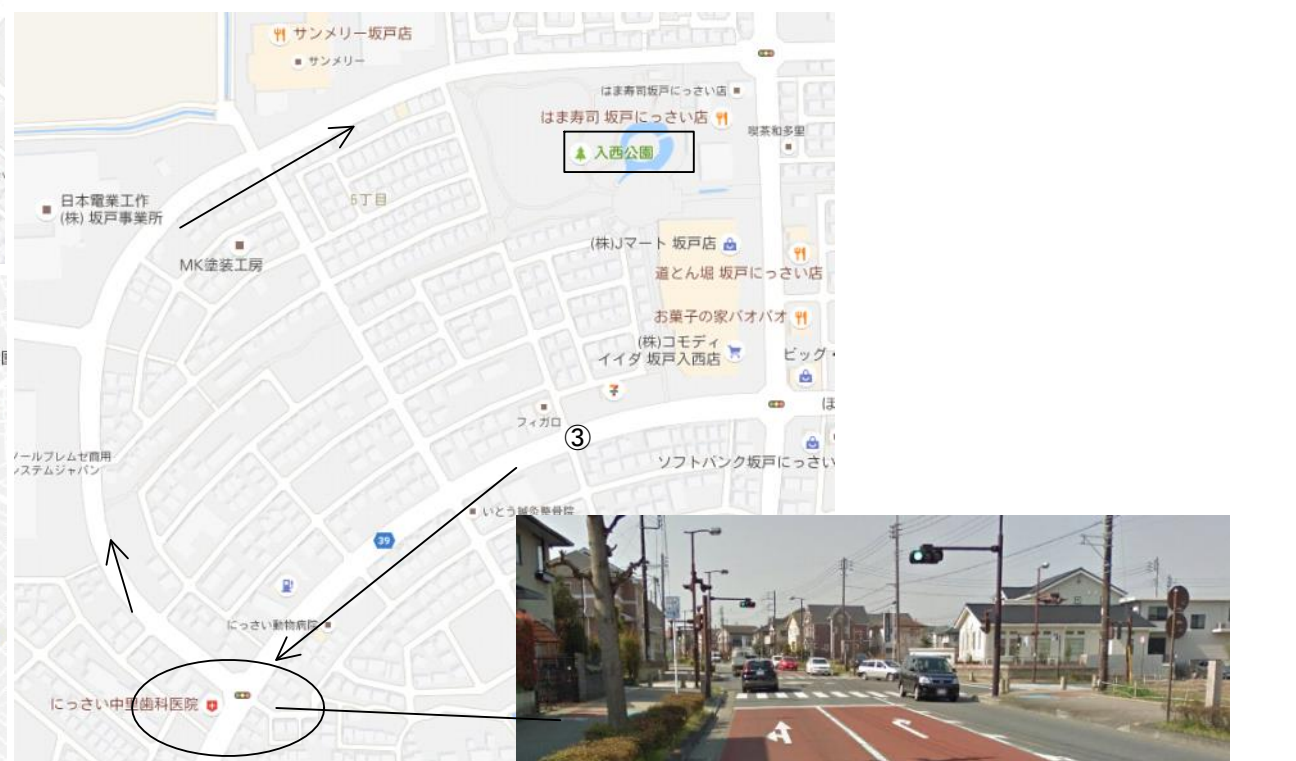 サンメリー坂戸店
サンメリー
はま寿司坂戸にっさい店
はま寿司 坂戸にっさい店
喫茶和多里
入西公園
日本電業工作
(株) 坂戸事業所
5丁目
MK塗装工房
(株)Jマート 坂戸店
道とん堀 坂戸にっさい店
お菓子の家バオバオ
(株)コモディ
イイダ 坂戸入西店
ビッグ・
フィガロ
③
ほ
ノールブレムゼ商用
システムジャパン
ソフトバンク坂戸にっさい
いとう鍼灸整骨院
39
にっさい動物病院
にっさい中里歯科医院